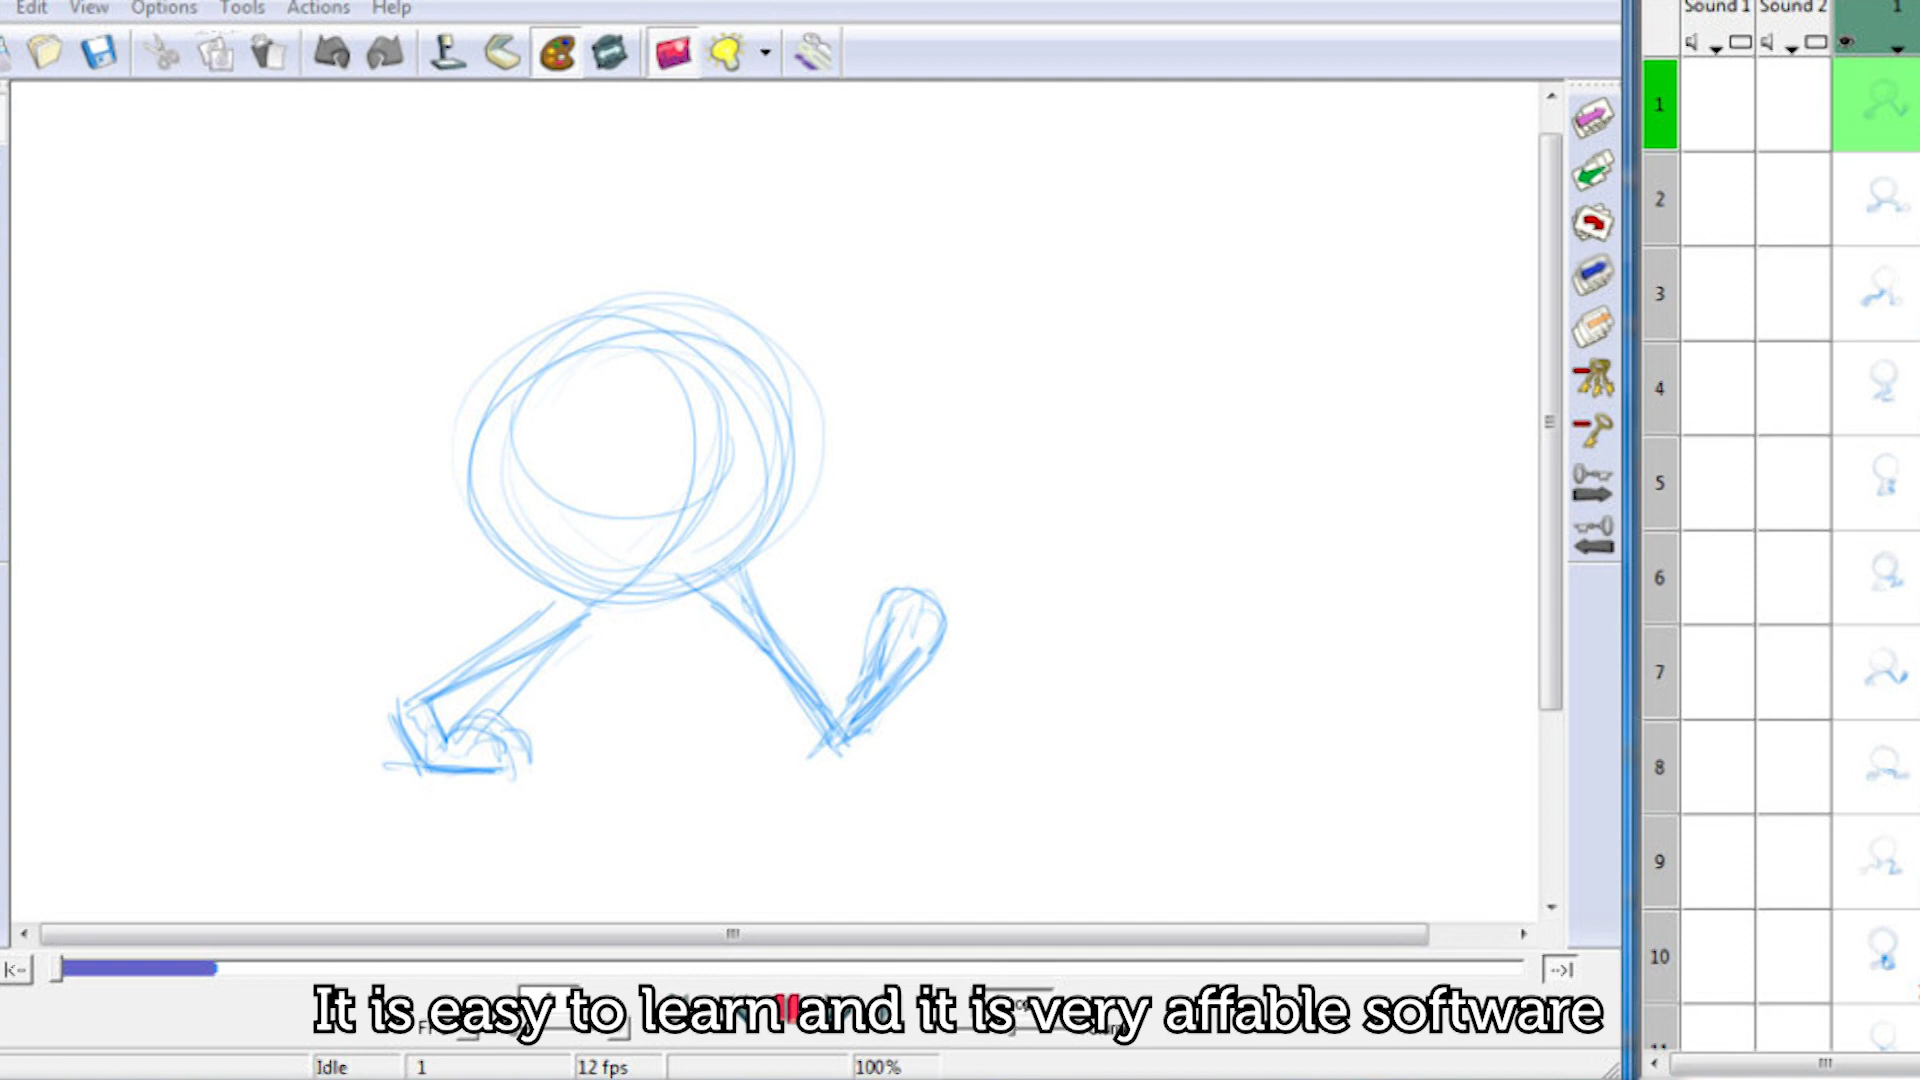 Edit View Options Tools Actions Help
Sound 1 Sound 2 1
1
2
3
4
5
6
7
8
9
10
11
It is easy to learn and it is very affable software
Idle 1 12 fps 100%